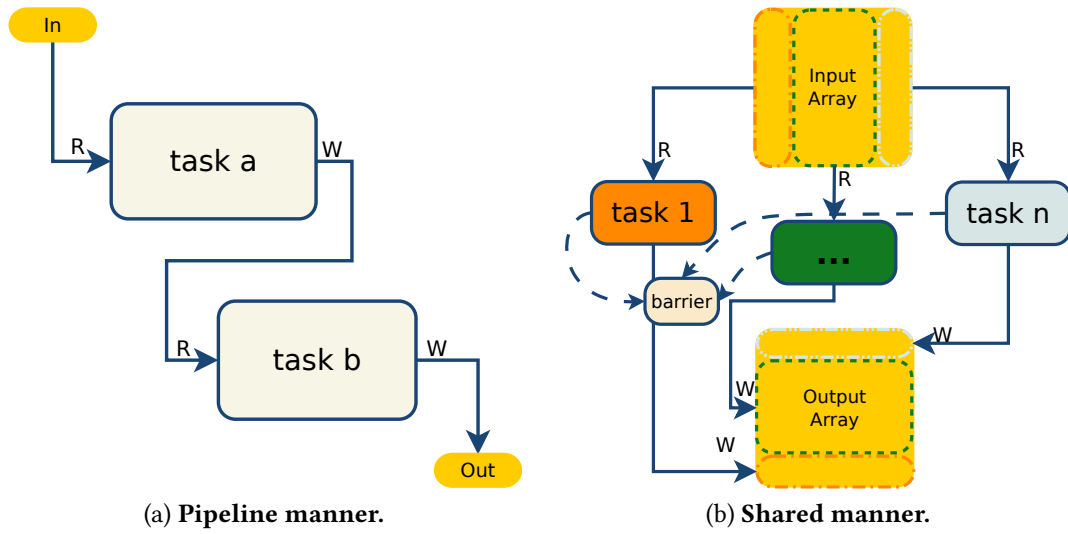 In
R
task a
W
R
task b
W
Out
(a) Pipeline manner.
Input
Array
R
R
R
task 1
...
task n
barrier
W
W
W
Output
Array
(b) Shared manner.